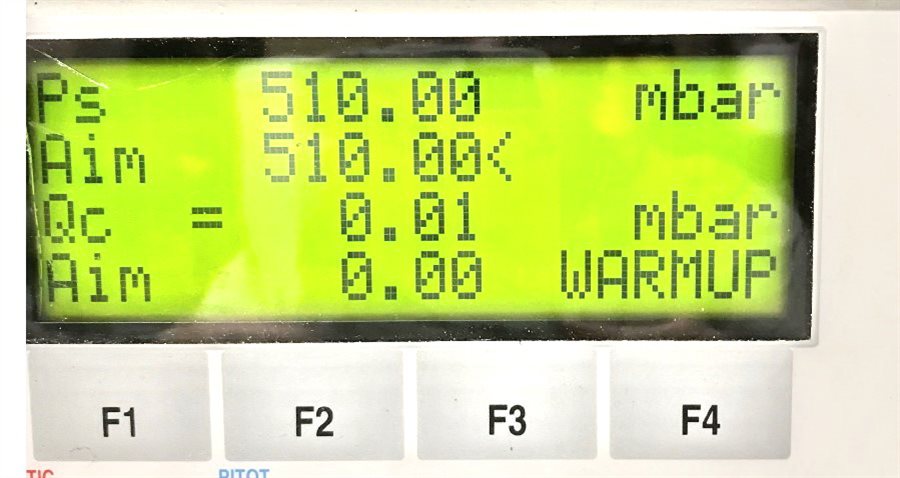 Ps 510.00 mbar
Aim 510.00<
Qc = 0.01 mbar
Aim 0.00 WARMUP
F1 F2 F3 F4
TIC PITOT